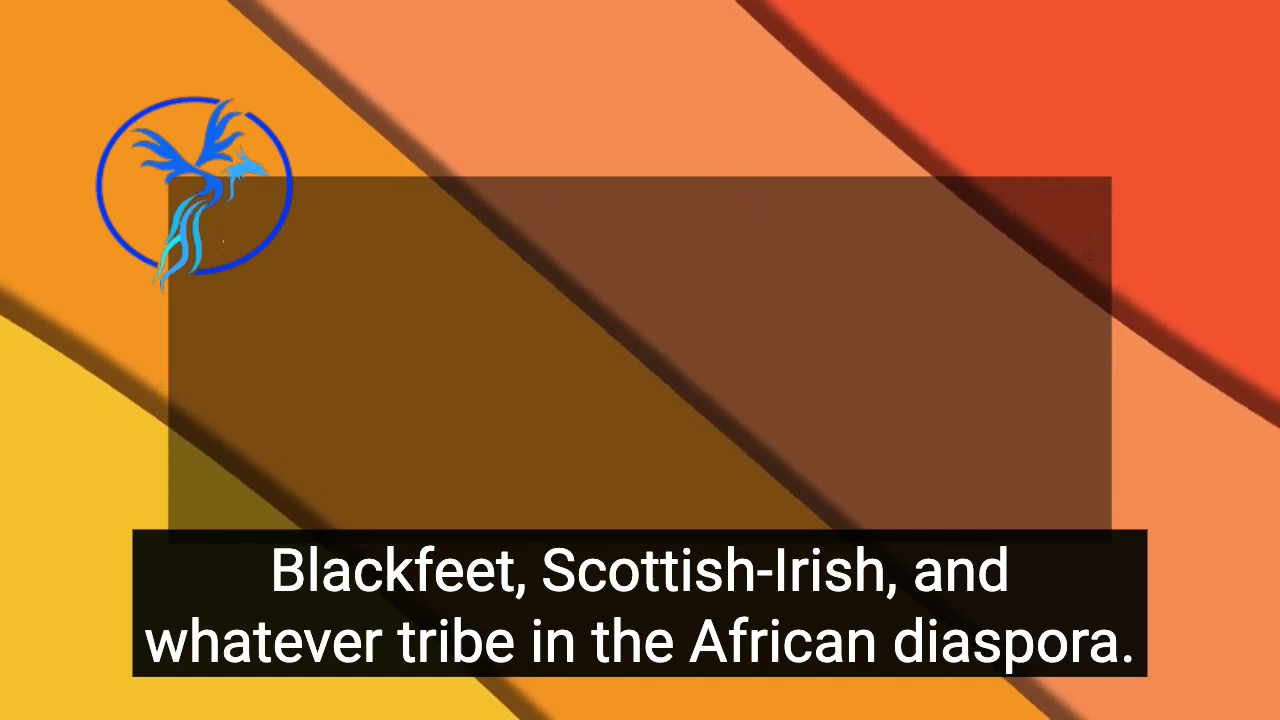 Blackfeet, Scottish-Irish, and
whatever tribe in the African diaspora.